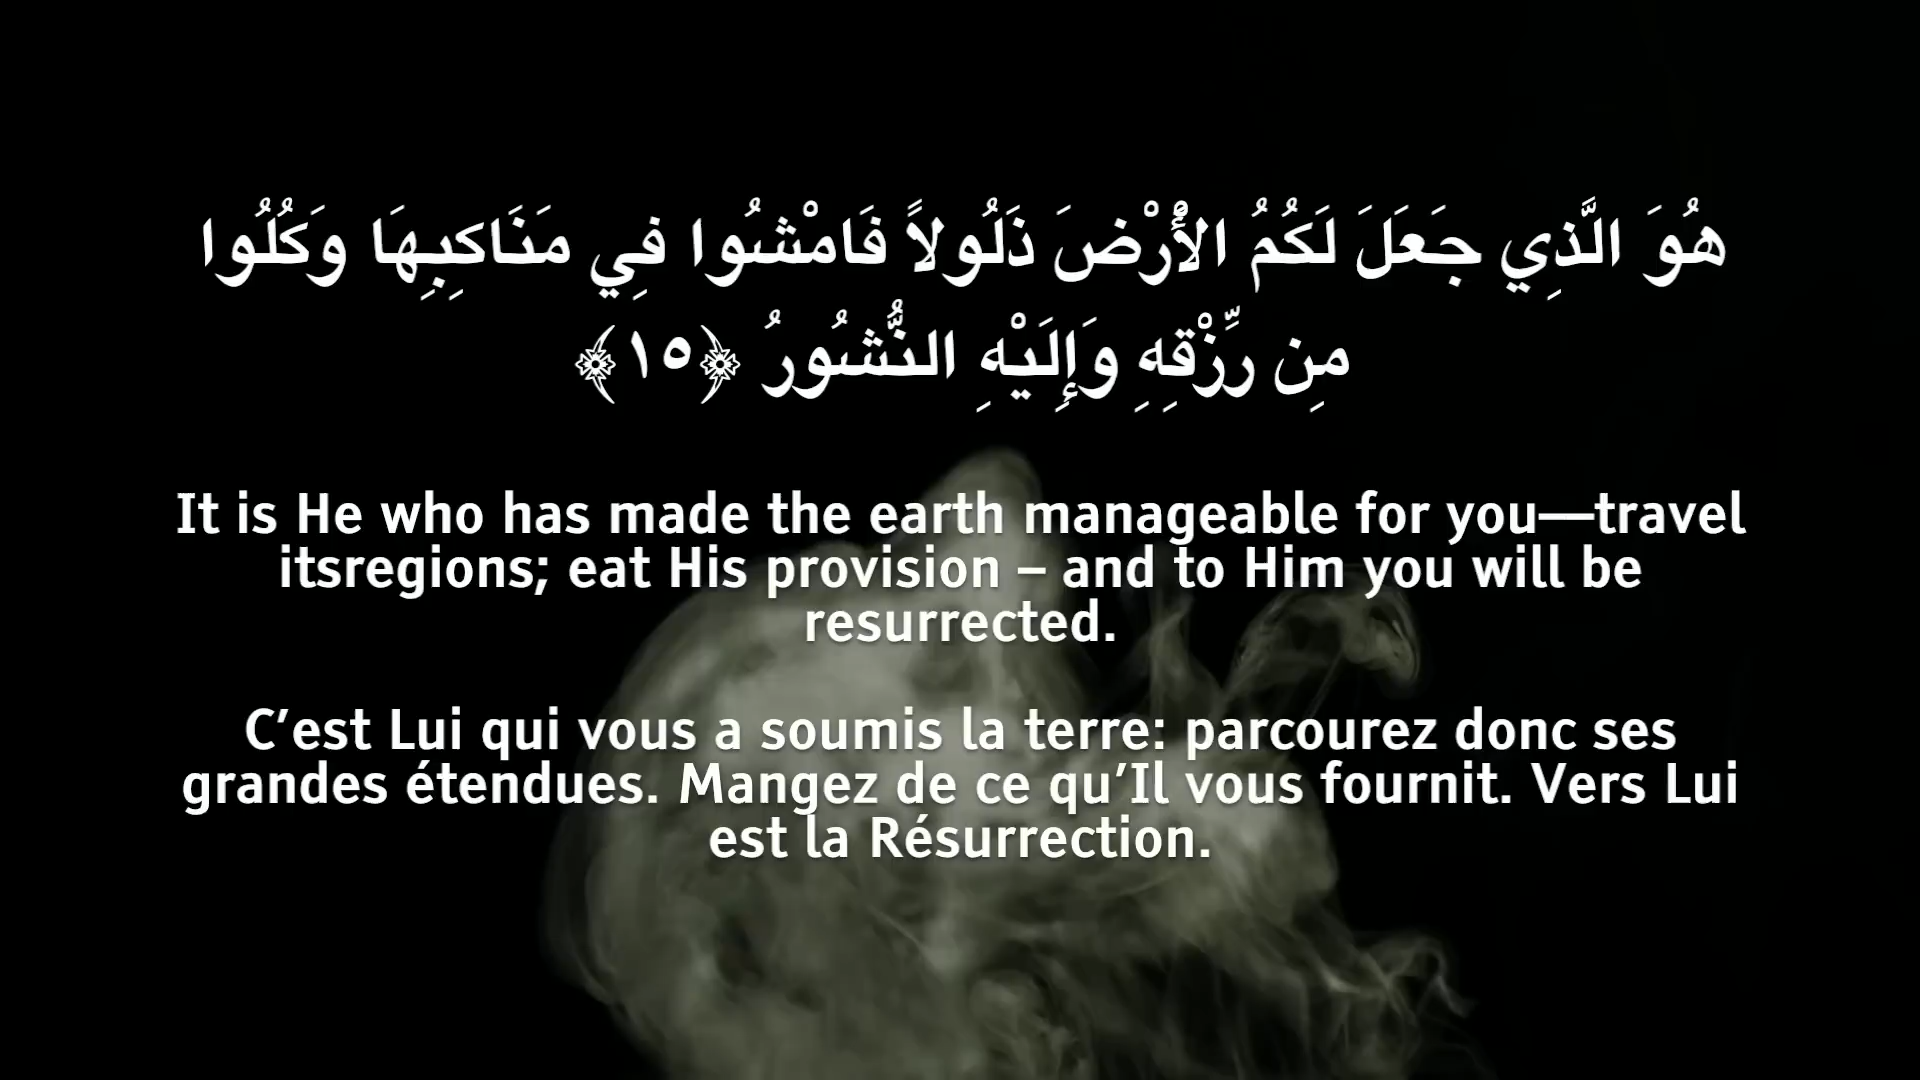 هُوَ الَّذِي جَعَلَ لَكُمُ الأَرْضَ ذَلُولاً فَامْشُوا فِي مَنَاكِبِهَا وَكُلُوا
مِن رِّزْقِهِ وَإِلَيْهِ النُّشُورُ ﴿١٥﴾
It is He who has made the earth manageable for you—travel
itsregions; eat His provision – and to Him you will be
resurrected.
C’est Lui qui vous a soumis la terre: parcourez donc ses
grandes étendues. Mangez de ce qu’Il vous fournit. Vers Lui
est la Résurrection.